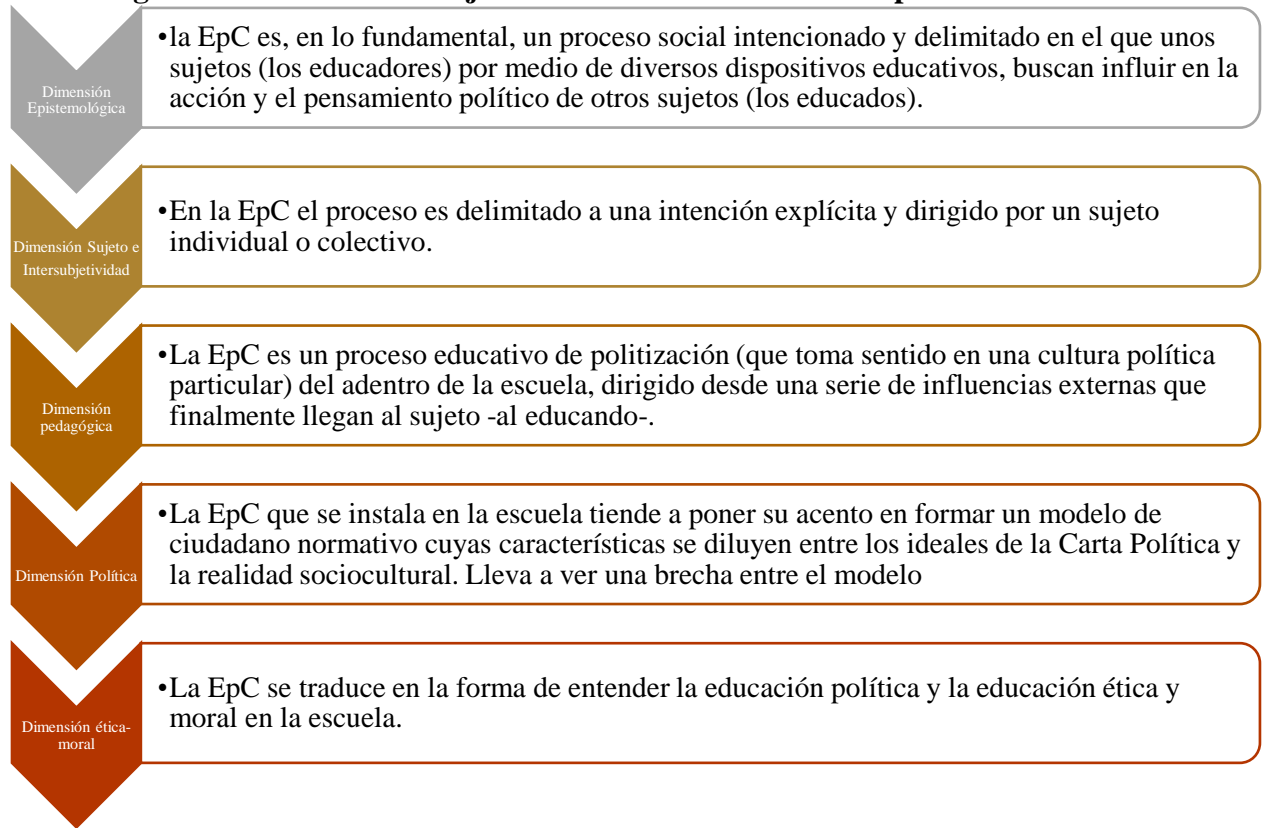 Dimensión
Epistemológica
•la EpC es, en lo fundamental, un proceso social intencionado y delimitado en el que unos
sujetos (los educadores) por medio de diversos dispositivos educativos, buscan influir en la
acción y el pensamiento político de otros sujetos (los educados).
Dimensión Sujeto e
Intersubjetividad
•En la EpC el proceso es delimitado a una intención explícita y dirigido por un sujeto
individual o colectivo.
Dimensión
pedagógica
•La EpC es un proceso educativo de politización (que toma sentido en una cultura política
particular) del adentro de la escuela, dirigido desde una serie de influencias externas que
finalmente llegan al sujeto -al educando-.
Dimensión Política
•La EpC que se instala en la escuela tiende a poner su acento en formar un modelo de
ciudadano normativo cuyas características se diluyen entre los ideales de la Carta Política y
la realidad sociocultural. Lleva a ver una brecha entre el modelo
Dimensión ética-
moral
•La EpC se traduce en la forma de entender la educación política y la educación ética y
moral en la escuela.